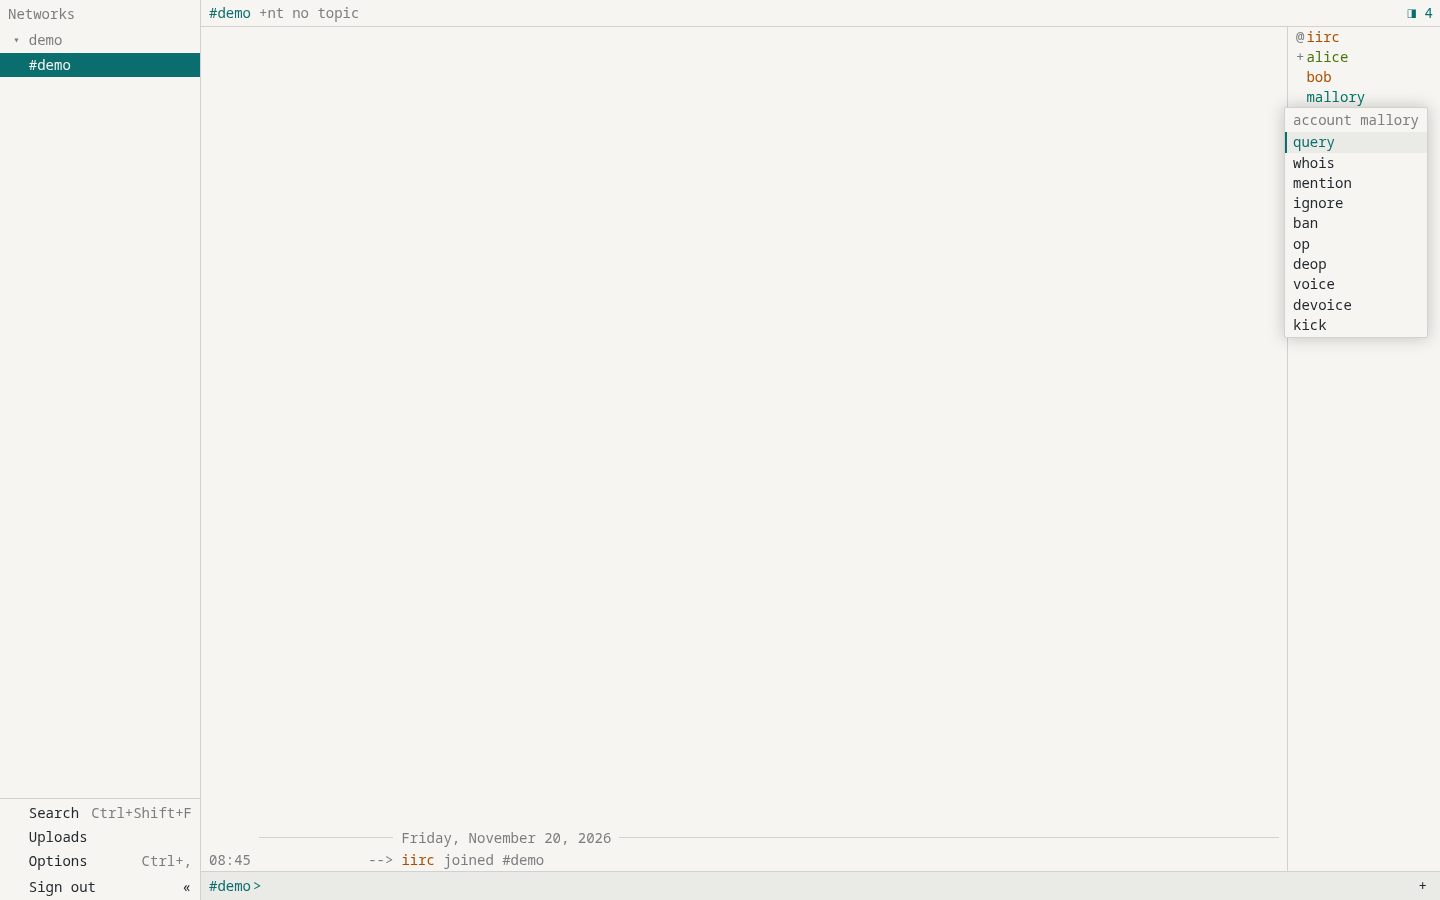 Networks
▾ demo
#demo
Search Ctrl+Shift+F
Uploads
Options Ctrl+,
Sign out «
#demo +nt no topic
◨ 4
Friday, November 20, 2026
08:45 --> iirc joined #demo
#demo> +
@iirc
+alice
bob
mallory
account mallory
query
whois
mention
ignore
ban
op
deop
voice
devoice
kick